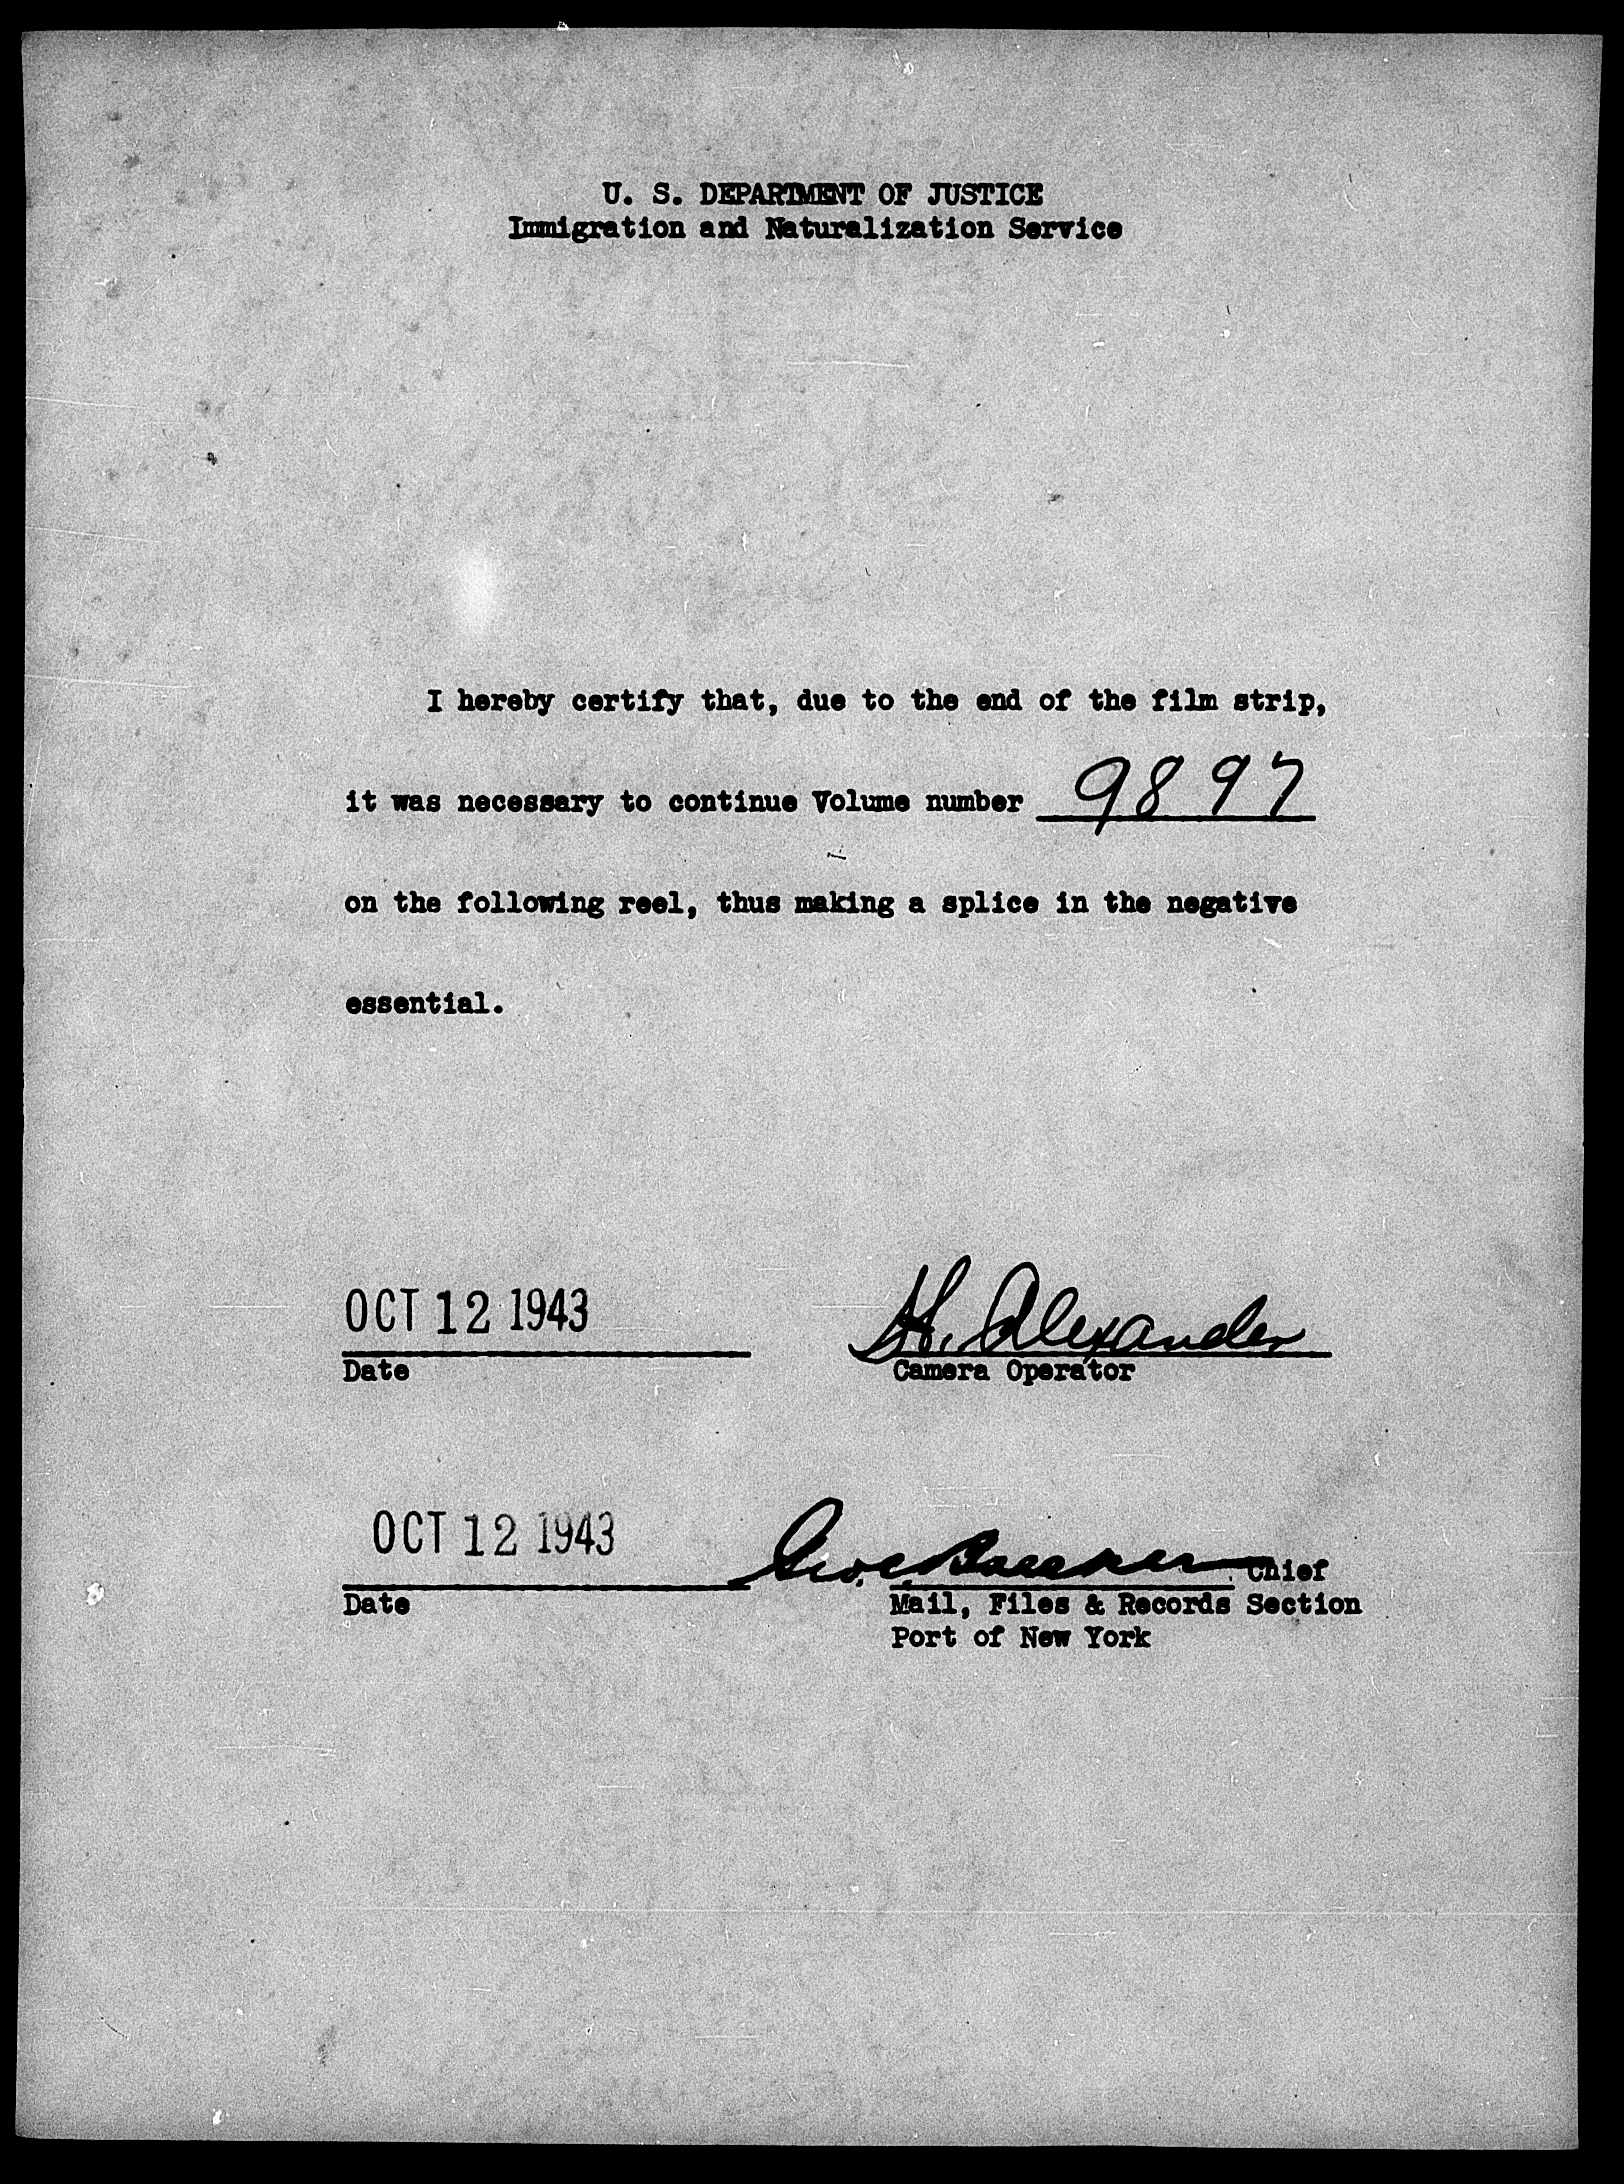 U. S. DEPARTMENT OF JUSTICE
Immigration and Naturalization Service
I hereby certify that, due to the end of the film strip,
it was necessary to continue Volume number 9897
on the following reel, thus making a splice in the negative
essential.
OCT 12 1943 H. Alexander
Date Camera Operator
OCT 12 1943 Chief
Date Mail, Files & Records Section
Port of New York